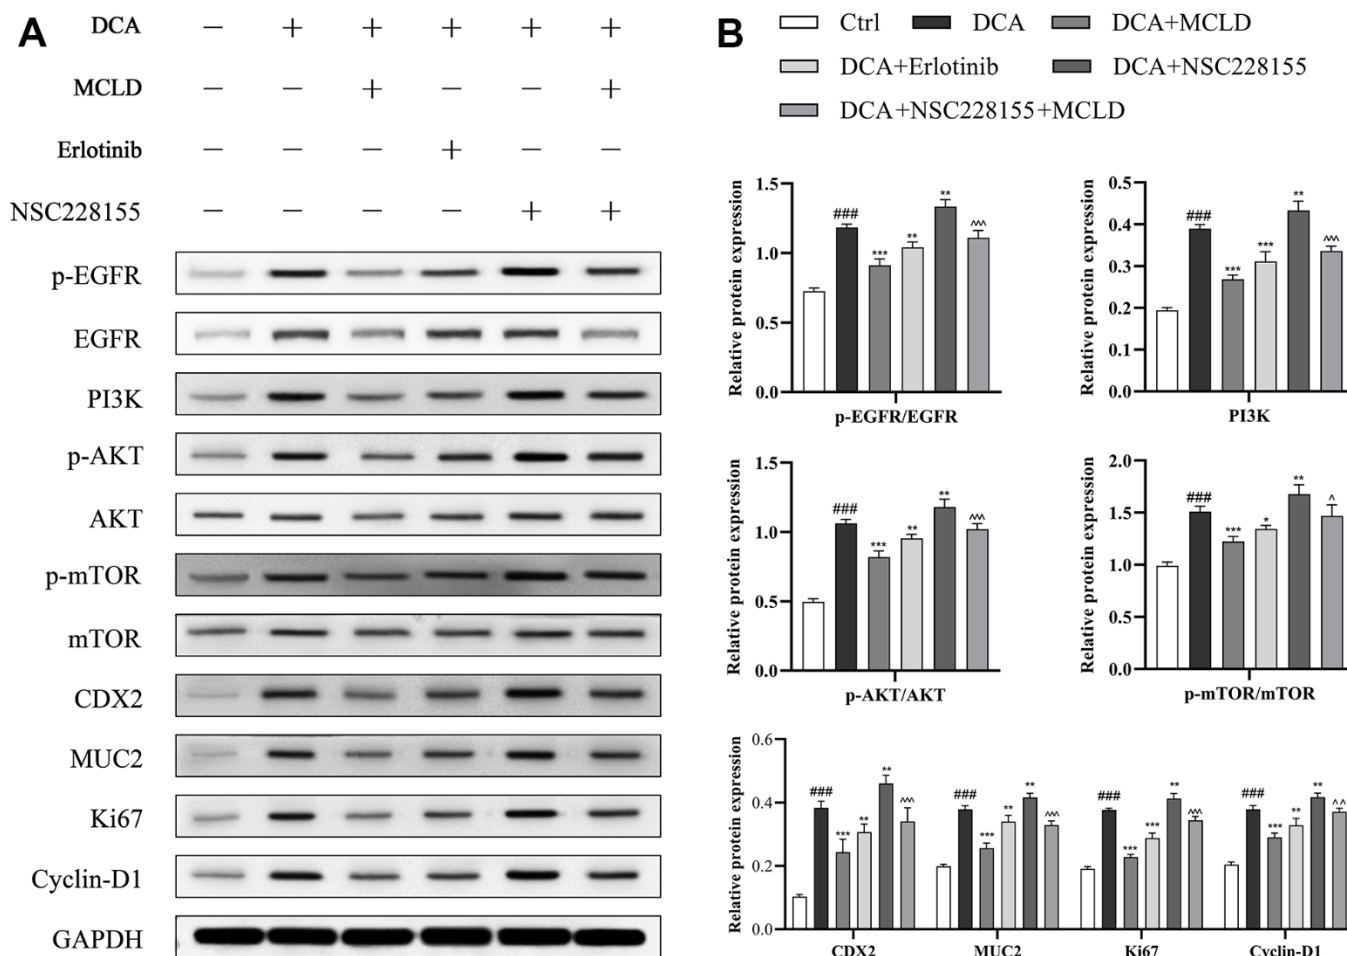 A
DCA − + + + + +
MCLD − − + − − +
Erlotinib − − − + − −
NSC228155 − − − − + +
p-EGFR
EGFR
PI3K
p-AKT
AKT
p-mTOR
mTOR
CDX2
MUC2
Ki67
Cyclin-D1
GAPDH
B
Ctrl DCA DCA+MCLD
DCA+Erlotinib DCA+NSC228155
DCA+NSC228155+MCLD
Relative protein expression
1.5
1.0
0.5
0.0
### *** ** ** ^^^
p-EGFR/EGFR
Relative protein expression
0.5
0.4
0.3
0.2
0.1
0.0
### *** *** ** ^^^
PI3K
Relative protein expression
1.5
1.0
0.5
0.0
### *** ** ** ^^^
p-AKT/AKT
Relative protein expression
2.0
1.5
1.0
0.5
0.0
### *** * ** ^
p-mTOR/mTOR
Relative protein expression
0.6
0.4
0.2
0.0
### *** ** ** ^^^
### *** ** ** ^^^
### *** *** ** ^^^
### *** ** ** ^^
CDX2 MUC2 Ki67 Cyclin-D1